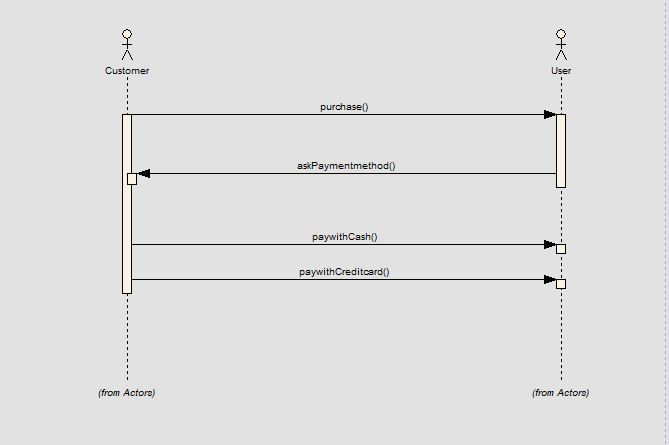 Customer
User
purchase()
askPaymentmethod()
paywithCash()
paywithCreditcard()
(from Actors)
(from Actors)